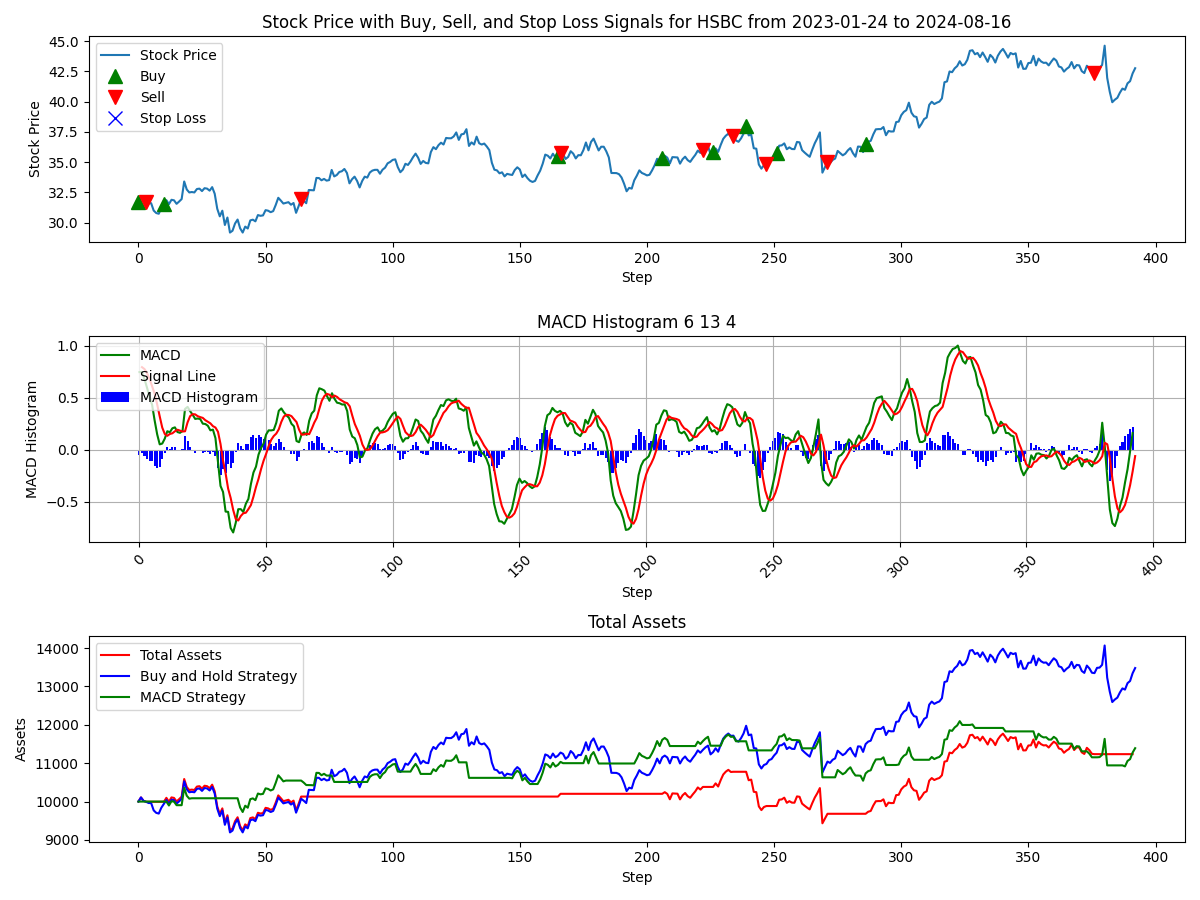 Stock Price with Buy, Sell, and Stop Loss Signals for HSBC from 2023-01-24 to 2024-08-16
45.0
42.5
40.0
37.5
35.0
32.5
30.0
Stock Price
Stock Price
Buy
Sell
Stop Loss
0 50 100 150 200 250 300 350 400
Step
MACD Histogram 6 13 4
1.0
0.5
0.0
−0.5
MACD Histogram
MACD
Signal Line
MACD Histogram
0 50 100 150 200 250 300 350 400
Step
Total Assets
14000
13000
12000
11000
10000
9000
Assets
Total Assets
Buy and Hold Strategy
MACD Strategy
0 50 100 150 200 250 300 350 400
Step